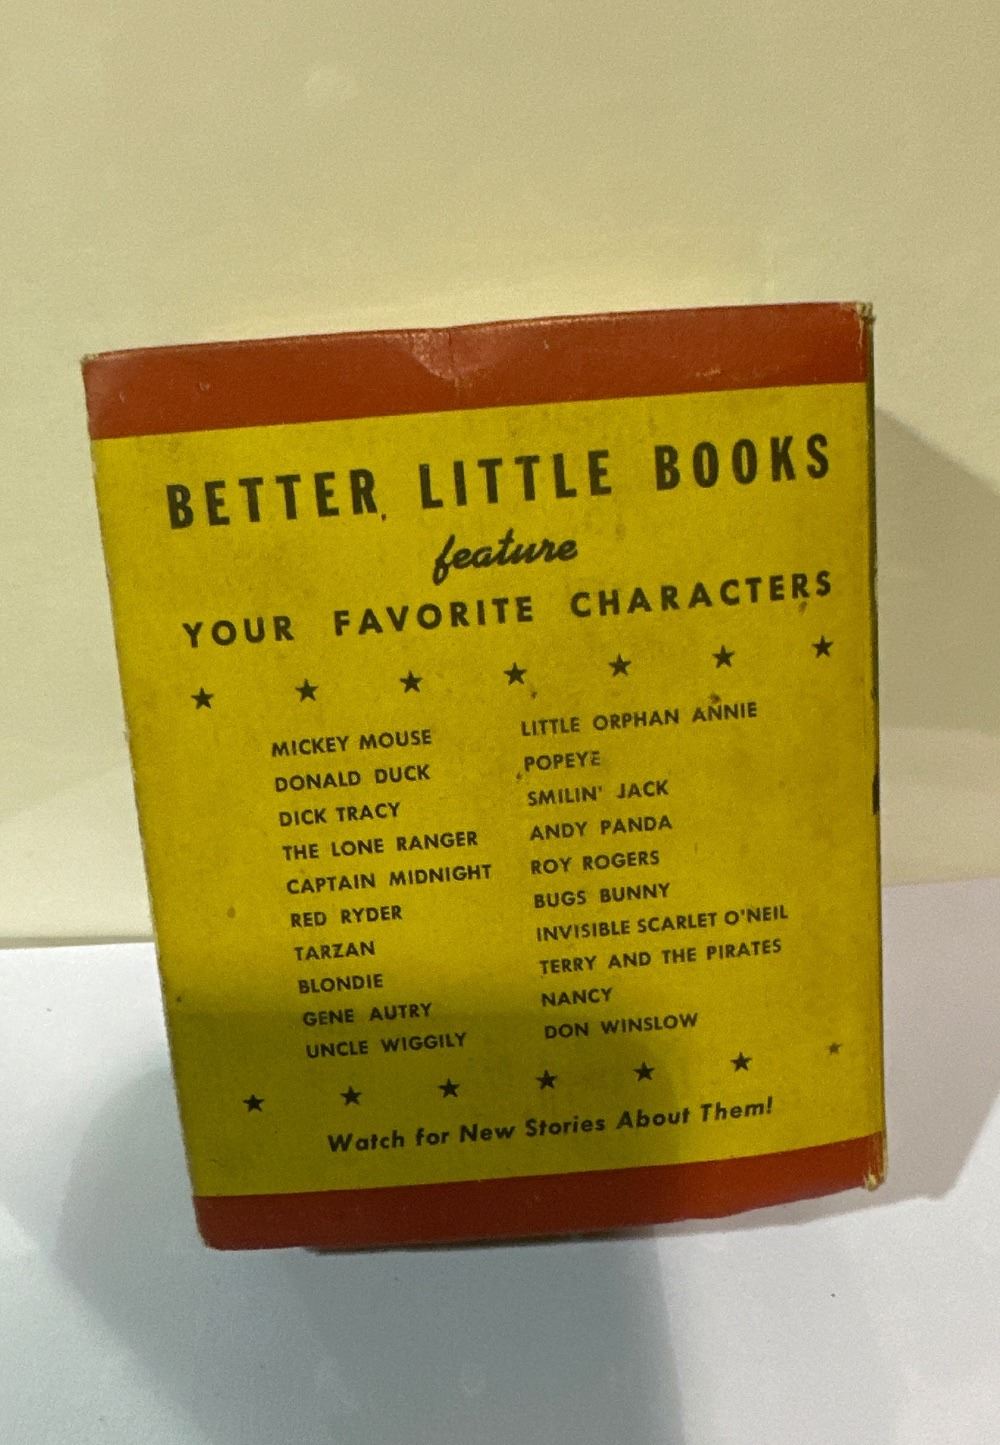 BETTER LITTLE BOOKS
feature
YOUR FAVORITE CHARACTERS
MICKEY MOUSE
DONALD DUCK
DICK TRACY
THE LONE RANGER
CAPTAIN MIDNIGHT
RED RYDER
TARZAN
BLONDIE
GENE AUTRY
UNCLE WIGGILY
LITTLE ORPHAN ANNIE
POPEYE
SMILIN' JACK
ANDY PANDA
ROY ROGERS
BUGS BUNNY
INVISIBLE SCARLET O'NEIL
TERRY AND THE PIRATES
NANCY
DON WINSLOW
Watch for New Stories About Them!